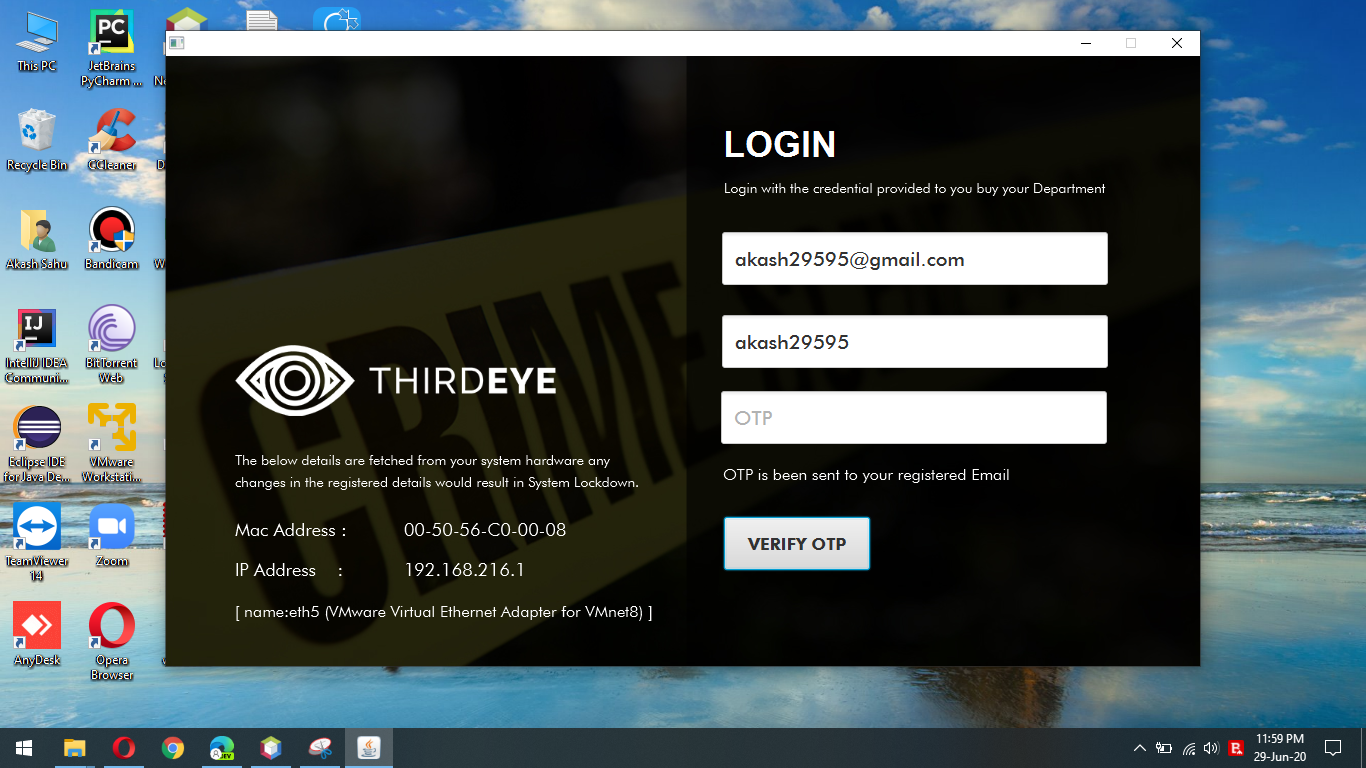 This PC
JetBrains
PyCharm ...
Recycle Bin
CCleaner
Akash Sahu
Bandicam
IntelliJ IDEA
Communi...
BitTorrent
Web
Eclipse IDE
for Java De...
VMware
Workstati...
TeamViewer
14
Zoom
AnyDesk
Opera
Browser
CRIME
THIRDEYE
The below details are fetched from your system hardware any
changes in the registered details would result in System Lockdown.
Mac Address : 00-50-56-C0-00-08
IP Address : 192.168.216.1
[ name:eth5 (VMware Virtual Ethernet Adapter for VMnet8) ]
LOGIN
Login with the credential provided to you buy your Department
akash29595@gmail.com
akash29595
OTP
OTP is been sent to your registered Email
VERIFY OTP
11:59 PM
29-Jun-20